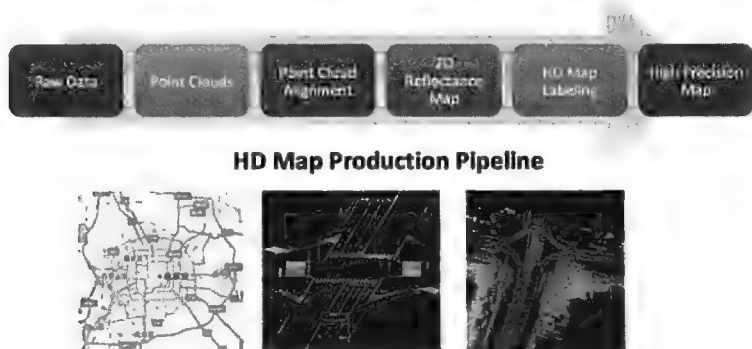 Raw Data
Point Clouds
Point Cloud
Alignment
2D
Reflectance
Map
HD Map
Labeling
High Precision
Map
HD Map Production Pipeline